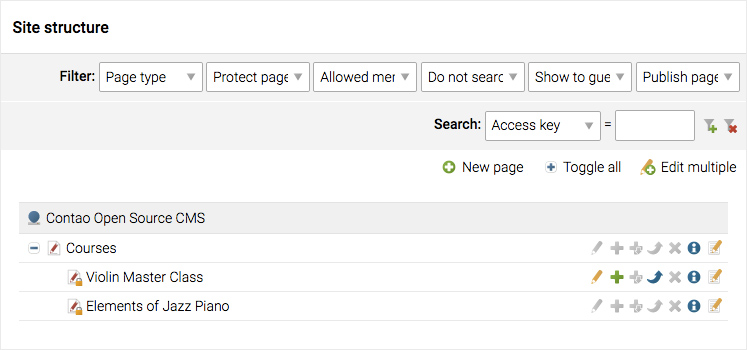 Site structure
Filter: Page type Protect page Allowed mer Do not searc Show to gue Publish page
Search: Access key =
New page Toggle all Edit multiple
Contao Open Source CMS
Courses
Violin Master Class
Elements of Jazz Piano